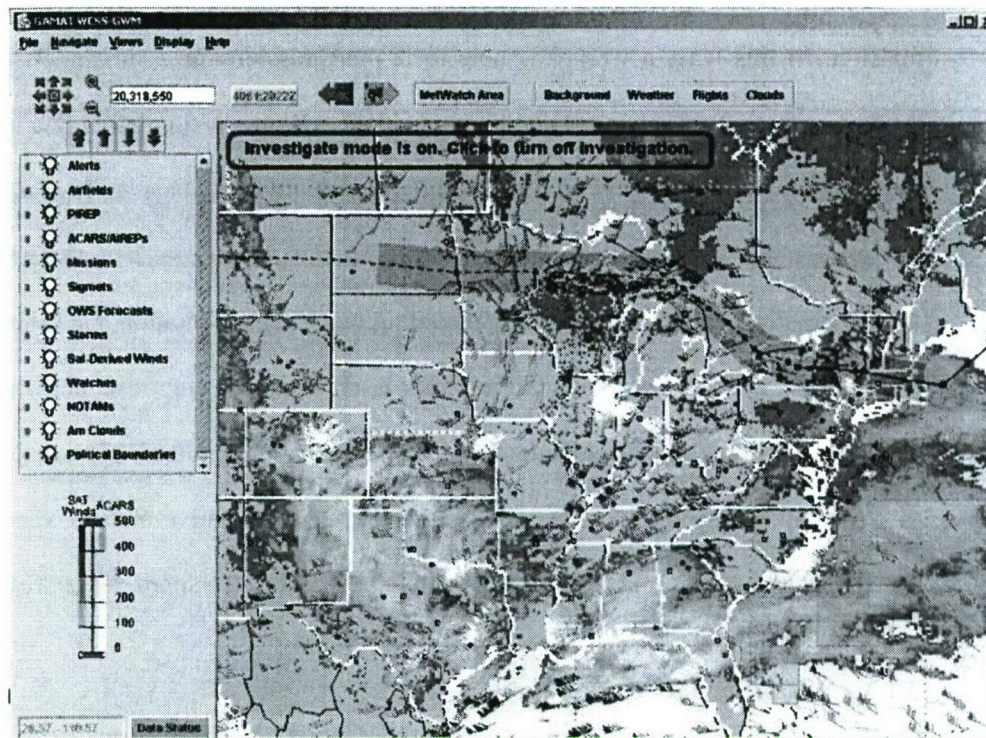 GAMAT WCSS-GWM
File Navigate Views Display Help
20,318,550
MetWatch Area
Background Weather Flights Clouds
Investigate mode is on. Click to turn off investigation.
Alerts
Airfields
PIREP
ACARS/AIREPs
Missions
Sigmets
OWS Forecasts
Storms
Sat-Derived Winds
Watches
NOTAMs
Am Clouds
Political Boundaries
SAT Winds ACARS
500
400
300
200
100
0
Data Status